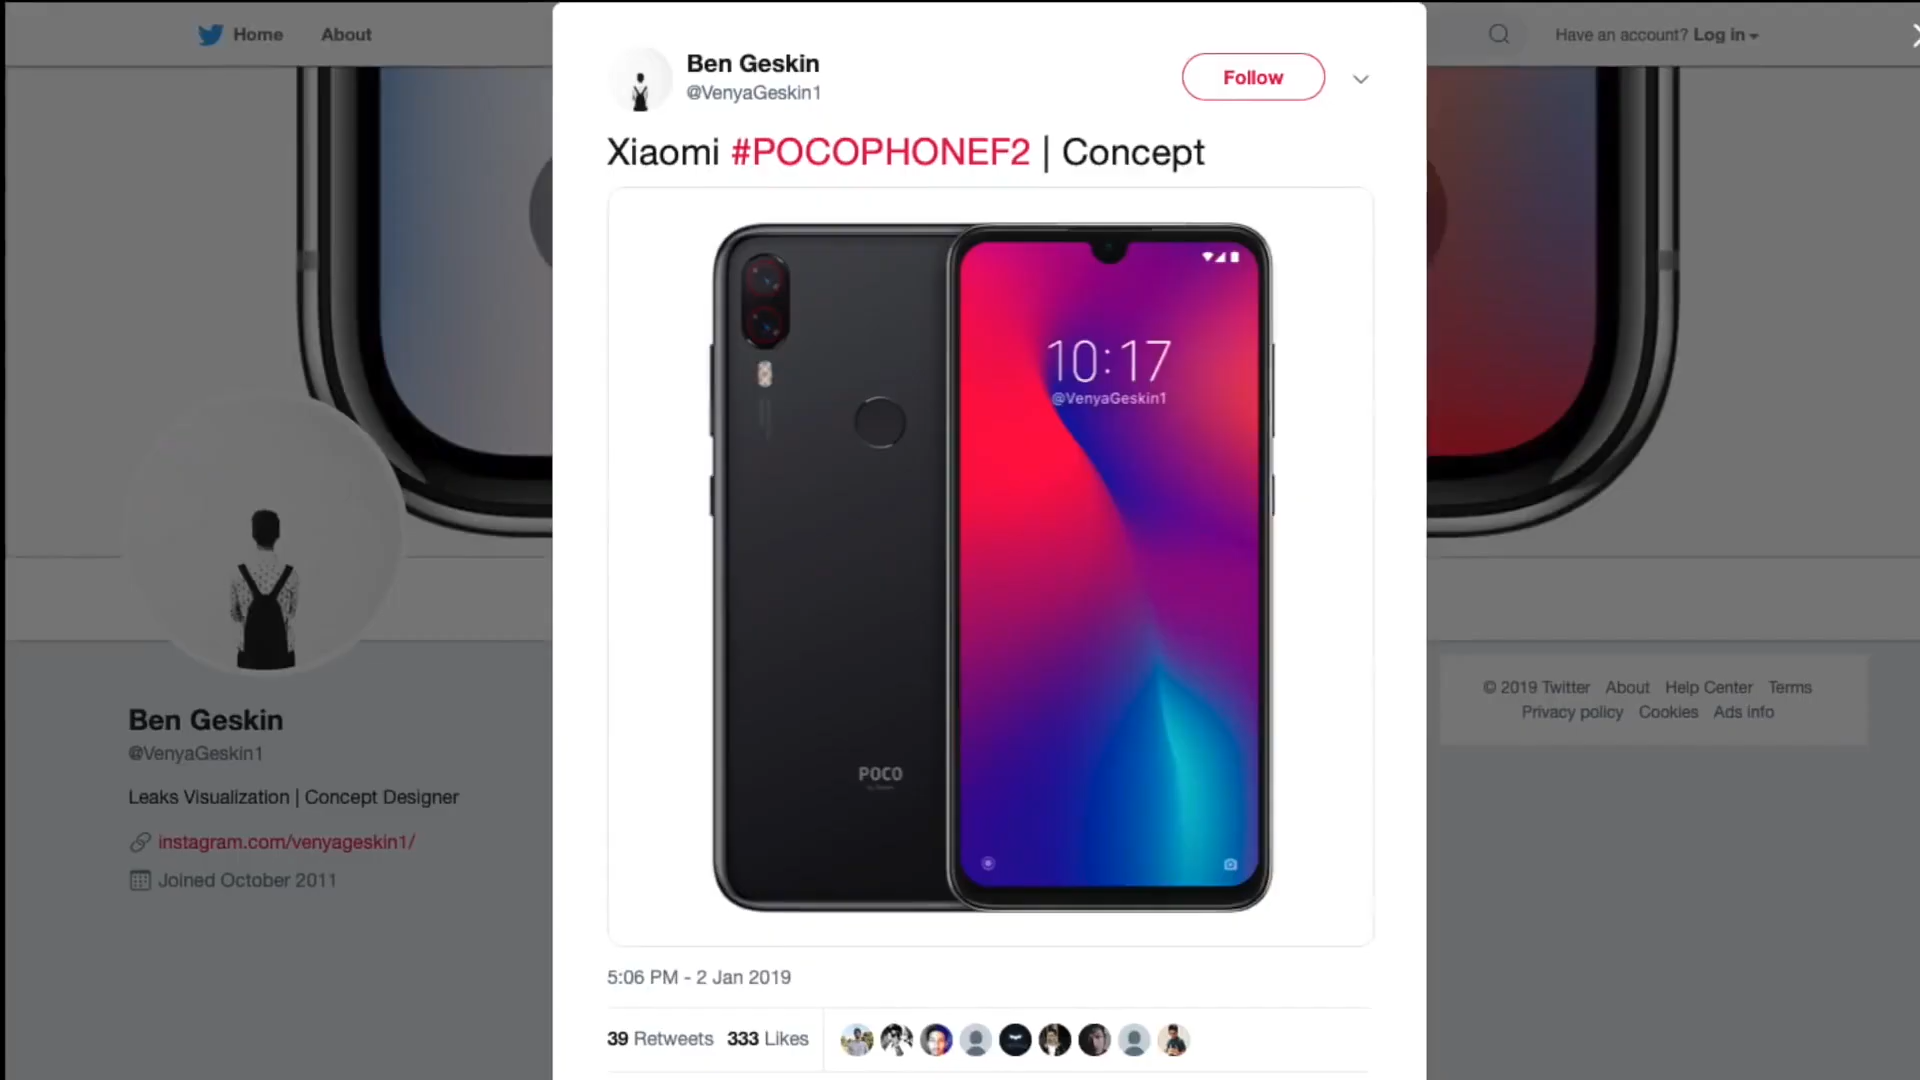 Home About
Have an account? Log in
Ben Geskin
@VenyaGeskin1
Follow
Xiaomi #POCOPHONEF2 | Concept
10:17
@VenyaGeskin1
POCO
Ben Geskin
@VenyaGeskin1
Leaks Visualization | Concept Designer
instagram.com/venyageskin1/
Joined October 2011
© 2019 Twitter About Help Center Terms
Privacy policy Cookies Ads info
5:06 PM - 2 Jan 2019
39 Retweets 333 Likes